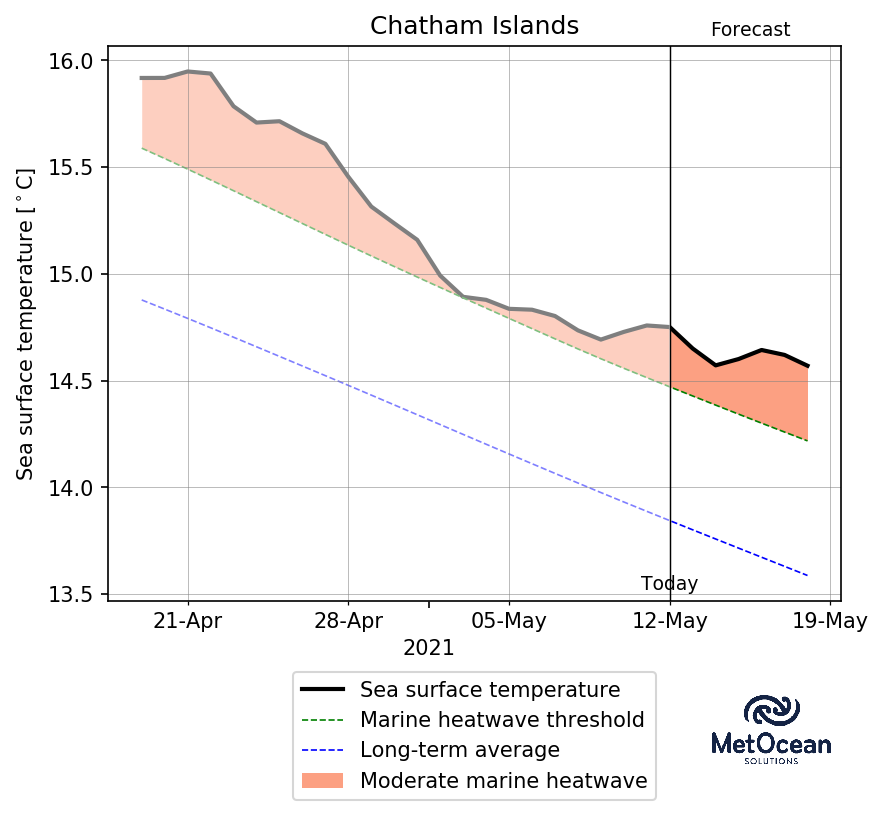 Chatham Islands
Forecast
Sea surface temperature [°C]
16.0
15.5
15.0
14.5
14.0
13.5
Today
21-Apr 28-Apr 05-May 12-May 19-May
2021
Sea surface temperature
Marine heatwave threshold
Long-term average
Moderate marine heatwave
MetOcean
SOLUTIONS